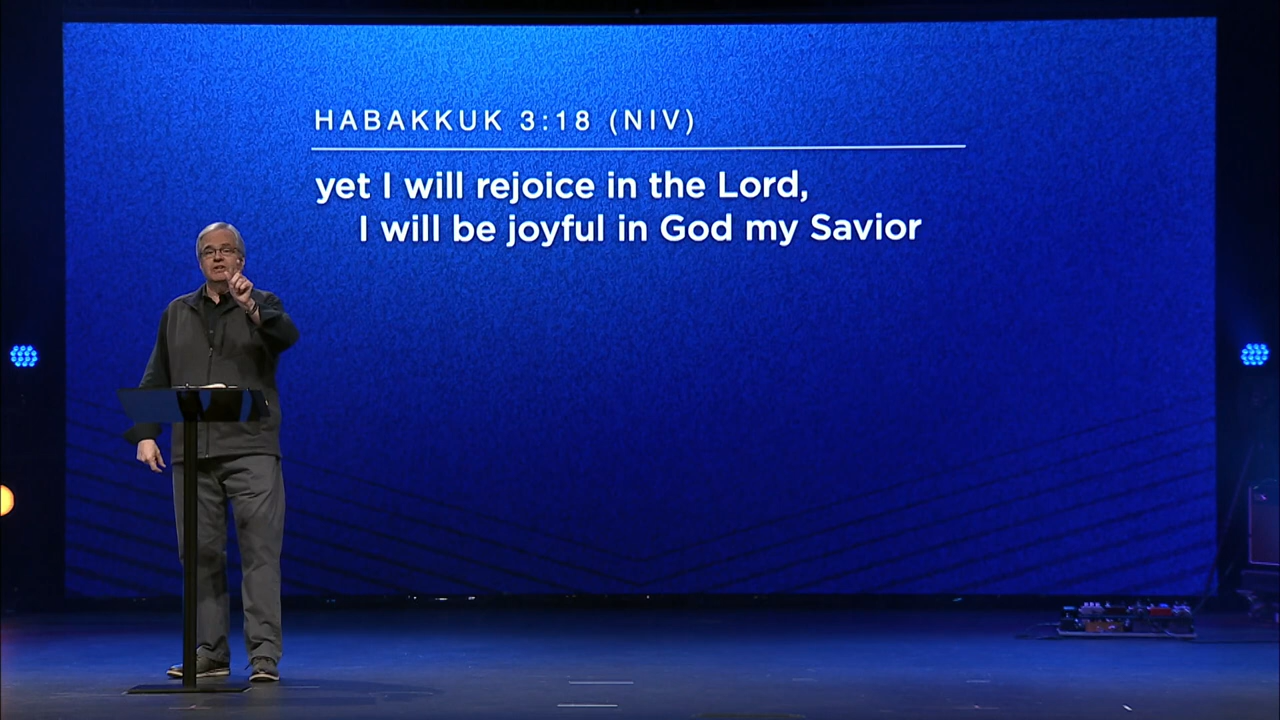 HABAKKUK 3:18 (NIV)
yet I will rejoice in the Lord,
I will be joyful in God my Savior